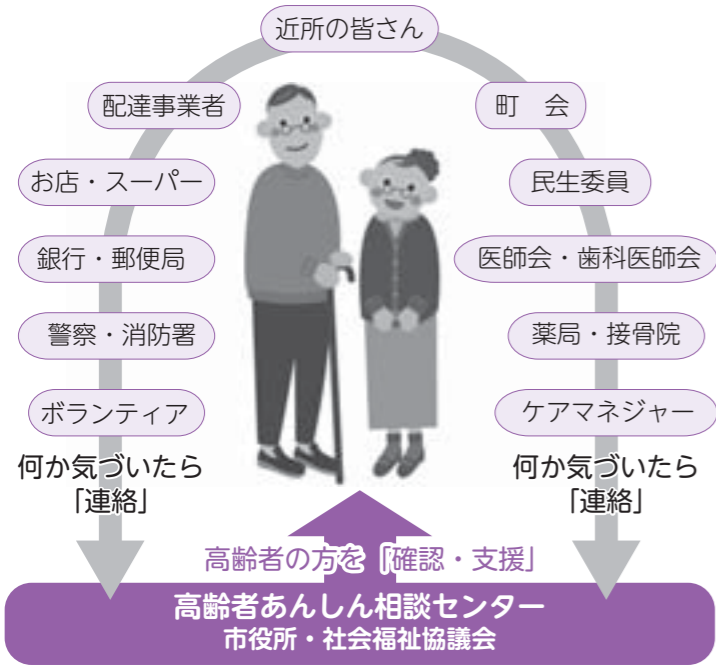 近所の皆さん
配達事業者
町　会
お店・スーパー
民生委員
銀行・郵便局
医師会・歯科医師会
警察・消防署
薬局・接骨院
ボランティア
ケアマネジャー
何か気づいたら
「連絡」
何か気づいたら
「連絡」
高齢者の方を「確認・支援」
高齢者あんしん相談センター
市役所・社会福祉協議会